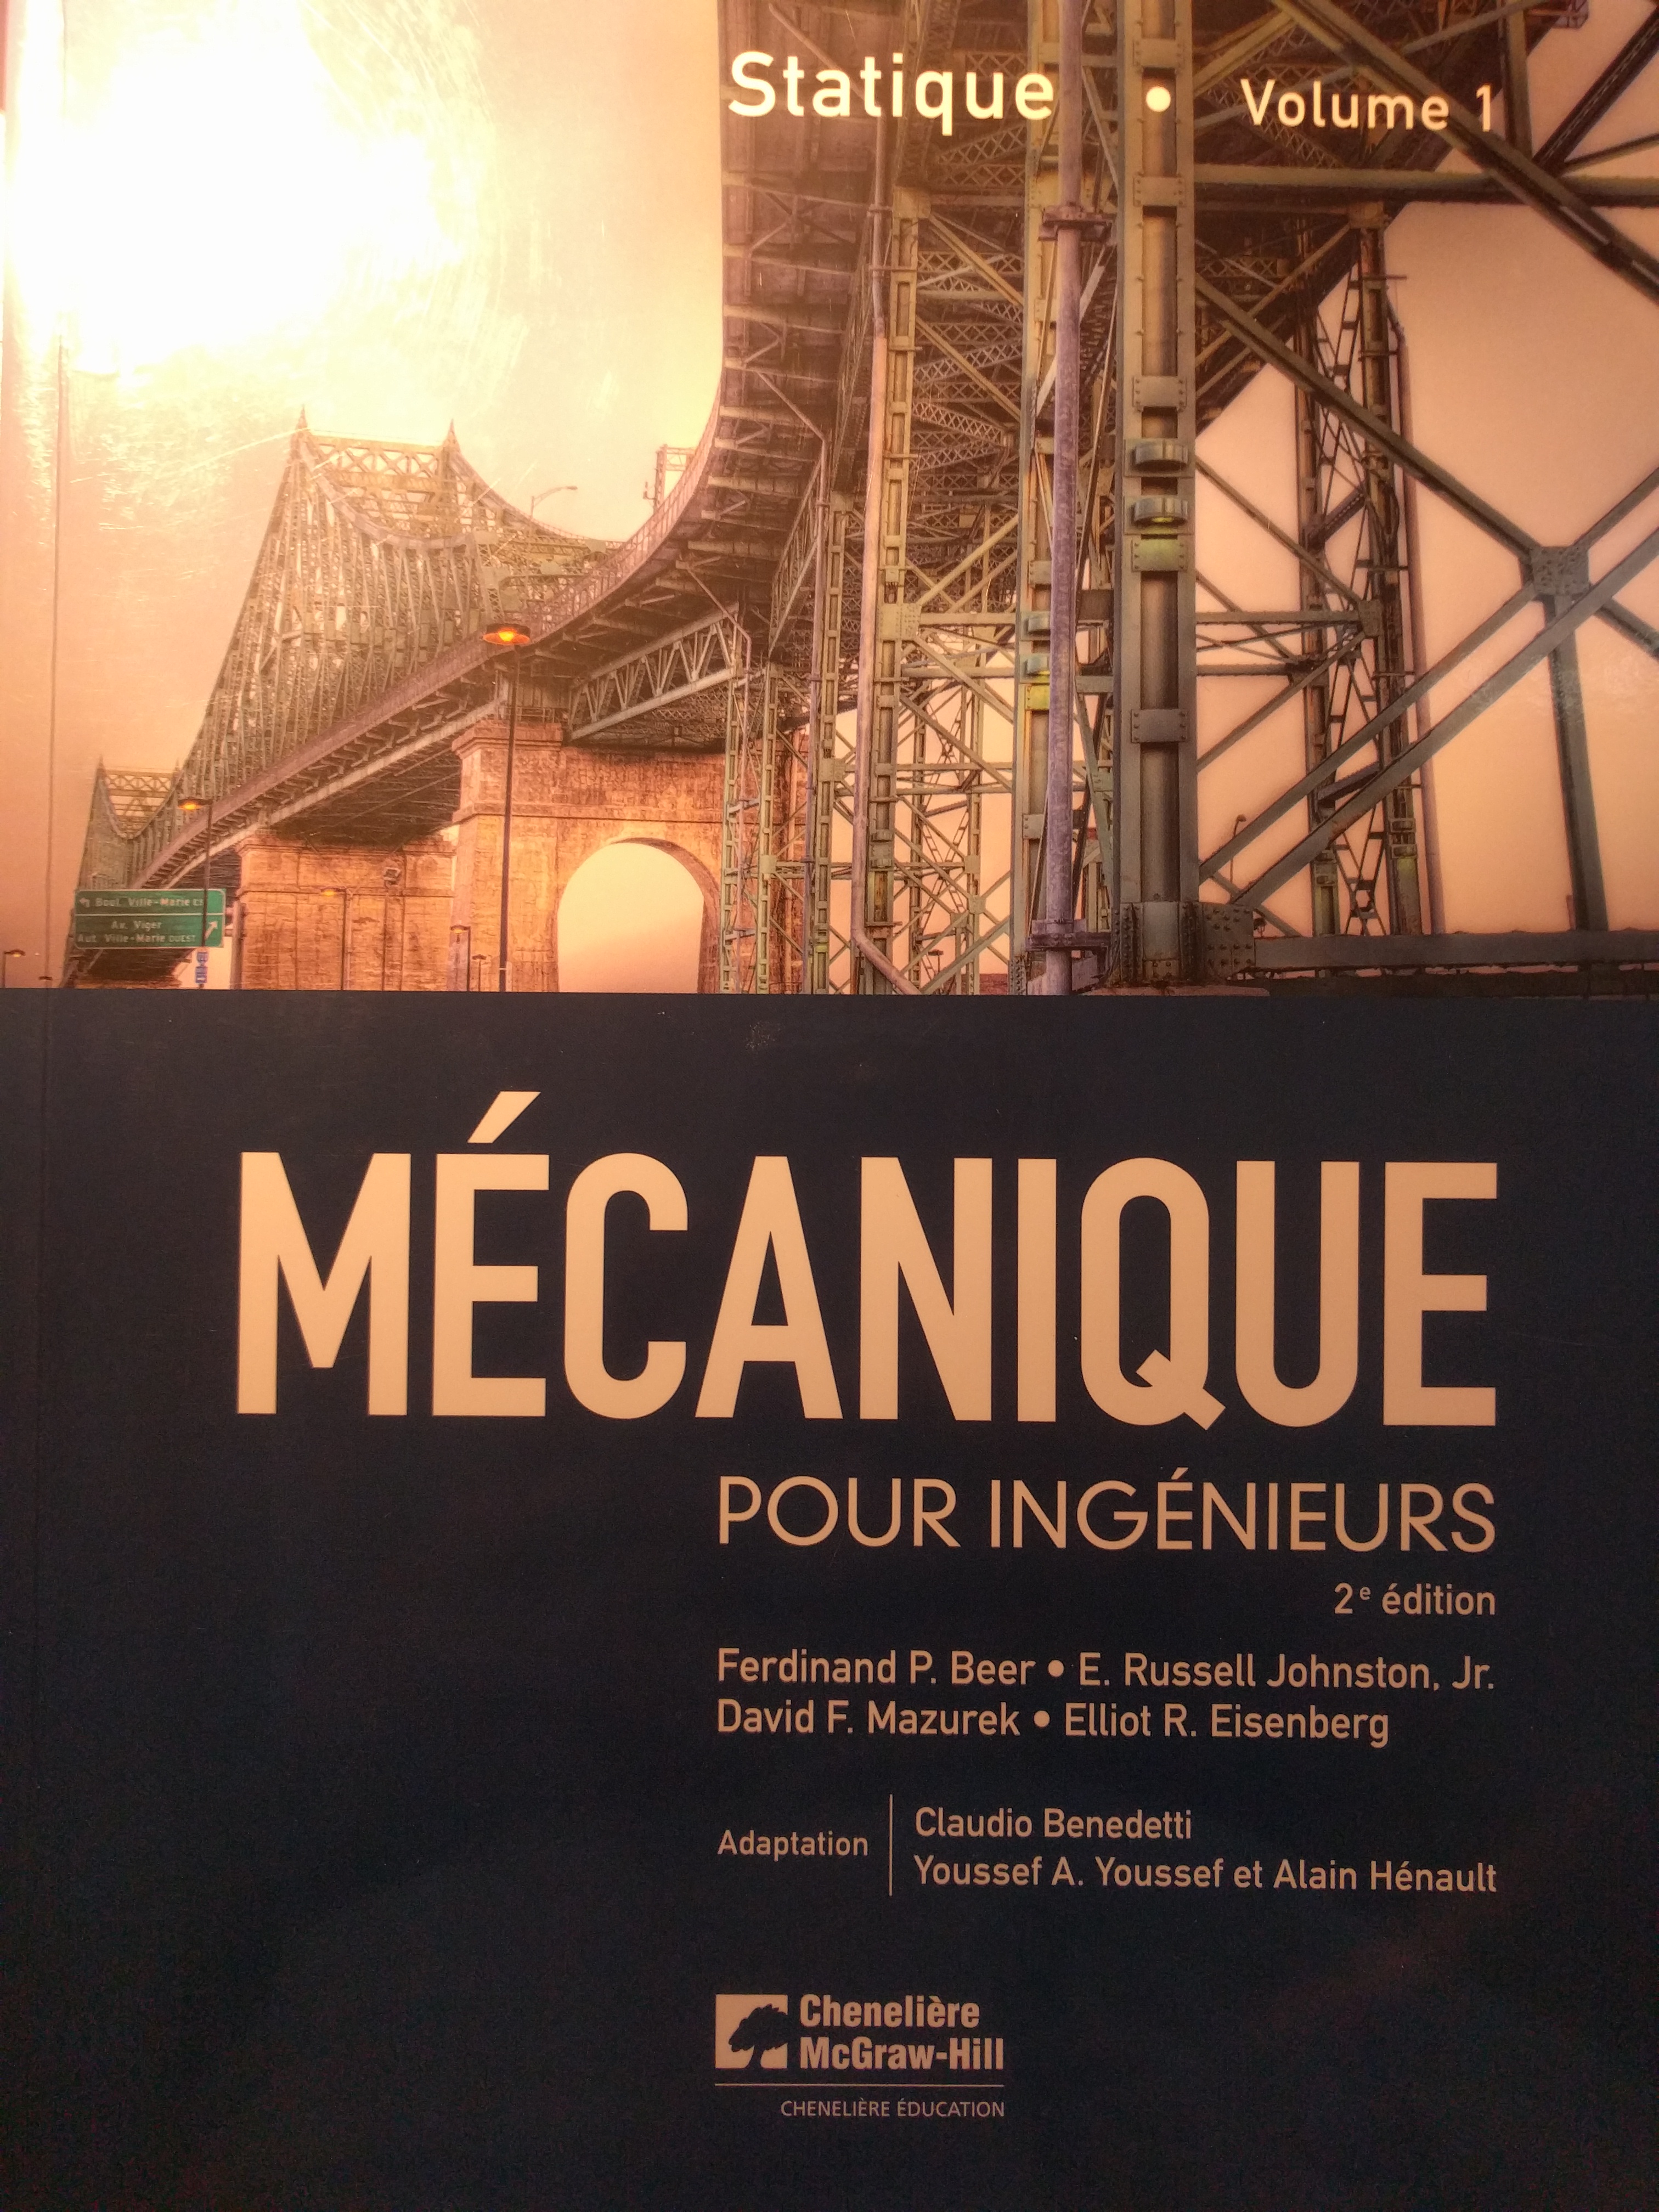 Statique • Volume 1
Boul. Ville-Marie EST
Av. Viger
Aut. Ville-Marie OUEST
MÉCANIQUE
POUR INGÉNIEURS
2e édition
Ferdinand P. Beer • E. Russell Johnston, Jr.
David F. Mazurek • Elliot R. Eisenberg
Adaptation
Claudio Benedetti
Youssef A. Youssef et Alain Hénault
Chenelière
McGraw-Hill
CHENELIÈRE ÉDUCATION